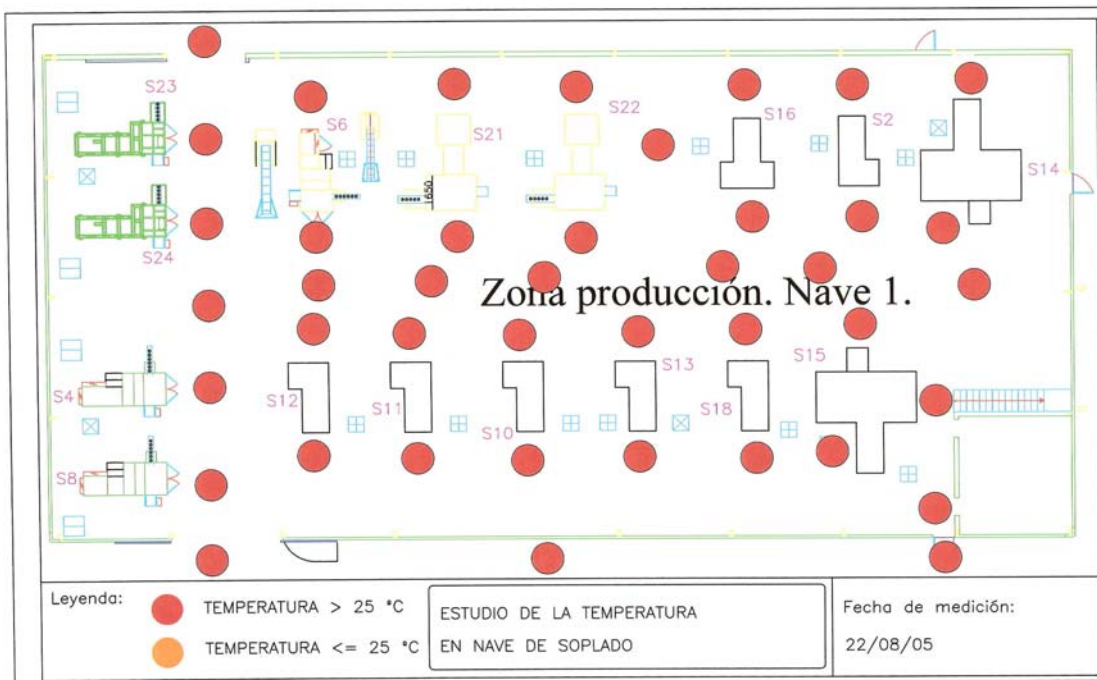 S23
S6
S21
S22
S16
S2
S14
1650
S24
Zona producción. Nave 1.
S4
S12
S11
S10
S13
S18
S15
S8
Leyenda:
TEMPERATURA > 25 °C
TEMPERATURA <= 25 °C
ESTUDIO DE LA TEMPERATURA
EN NAVE DE SOPLADO
Fecha de medición:
22/08/05